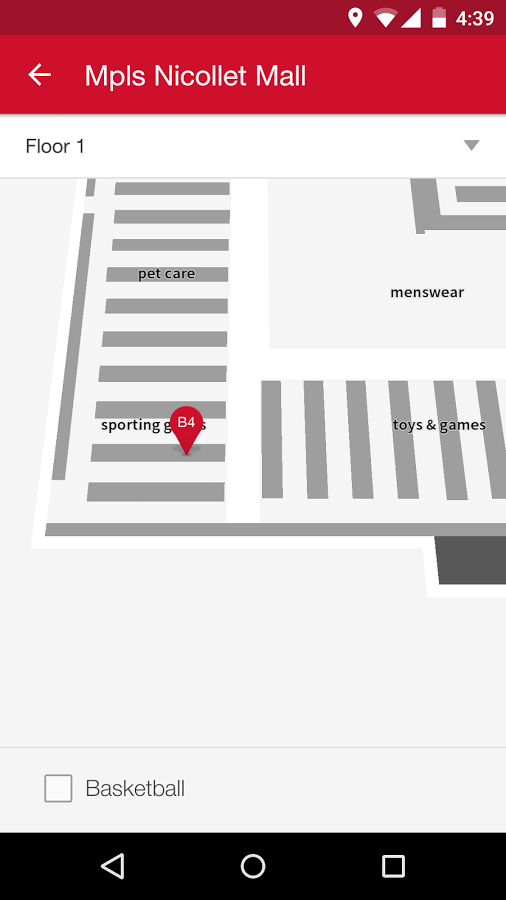 4:39
Mpls Nicollet Mall
Floor 1
pet care
menswear
B4
sporting
toys & games
Basketball